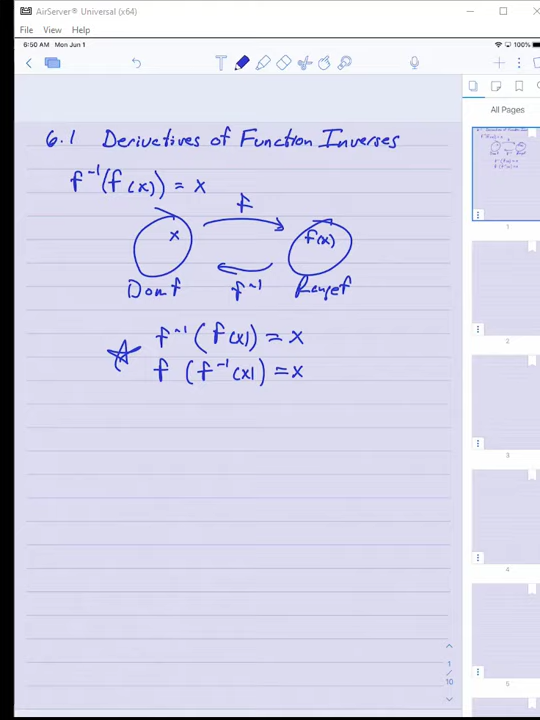 AirServer® Universal (x64)
File View Help
6:50 AM Mon Jun 1 100%
T
All Pages
6.1 Derivatives of Function Inverses
f⁻¹(f(x)) = x
f
x f(x)
Dom f f⁻¹ Range f
f⁻¹(f(x)) = x
f(f⁻¹(x)) = x
1
2
3
4
5
1
/
10